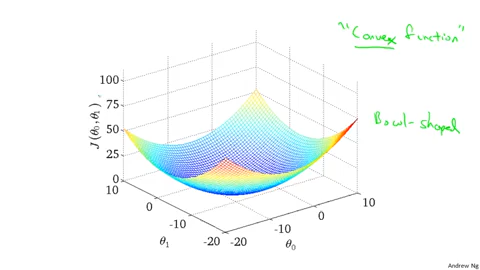 "Convex function"
Bowl-shaped
100
75
50
25
0
J(θ₀,θ₁)
10
0
-10
-20
θ₁
-20
-10
0
10
θ₀
Andrew Ng